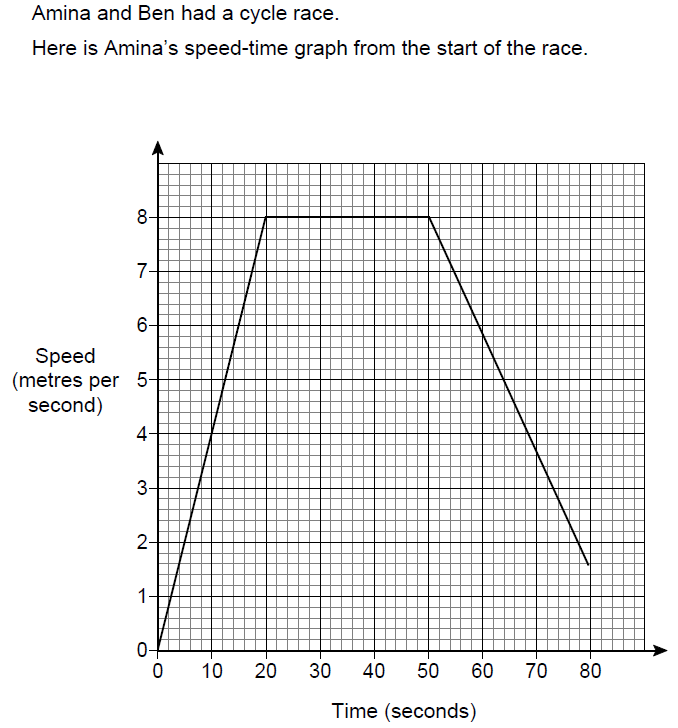 Amina and Ben had a cycle race.
Here is Amina’s speed-time graph from the start of the race.
8
7
6
Speed
(metres per
second)
5
4
3
2
1
0
0 10 20 30 40 50 60 70 80
Time (seconds)